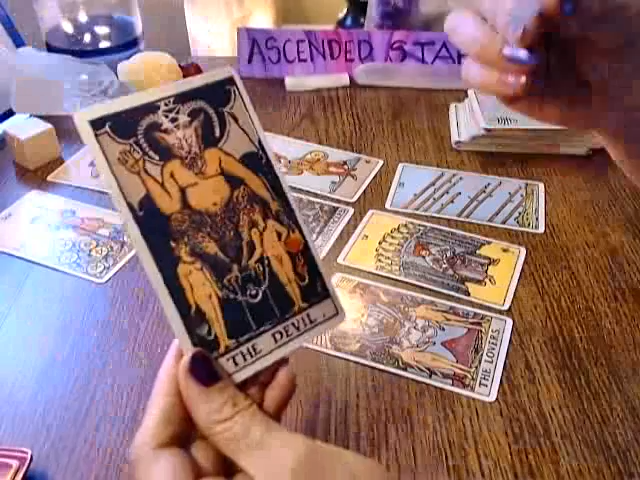 ASCENDED STA
THE DEVIL.
THE LOVERS.